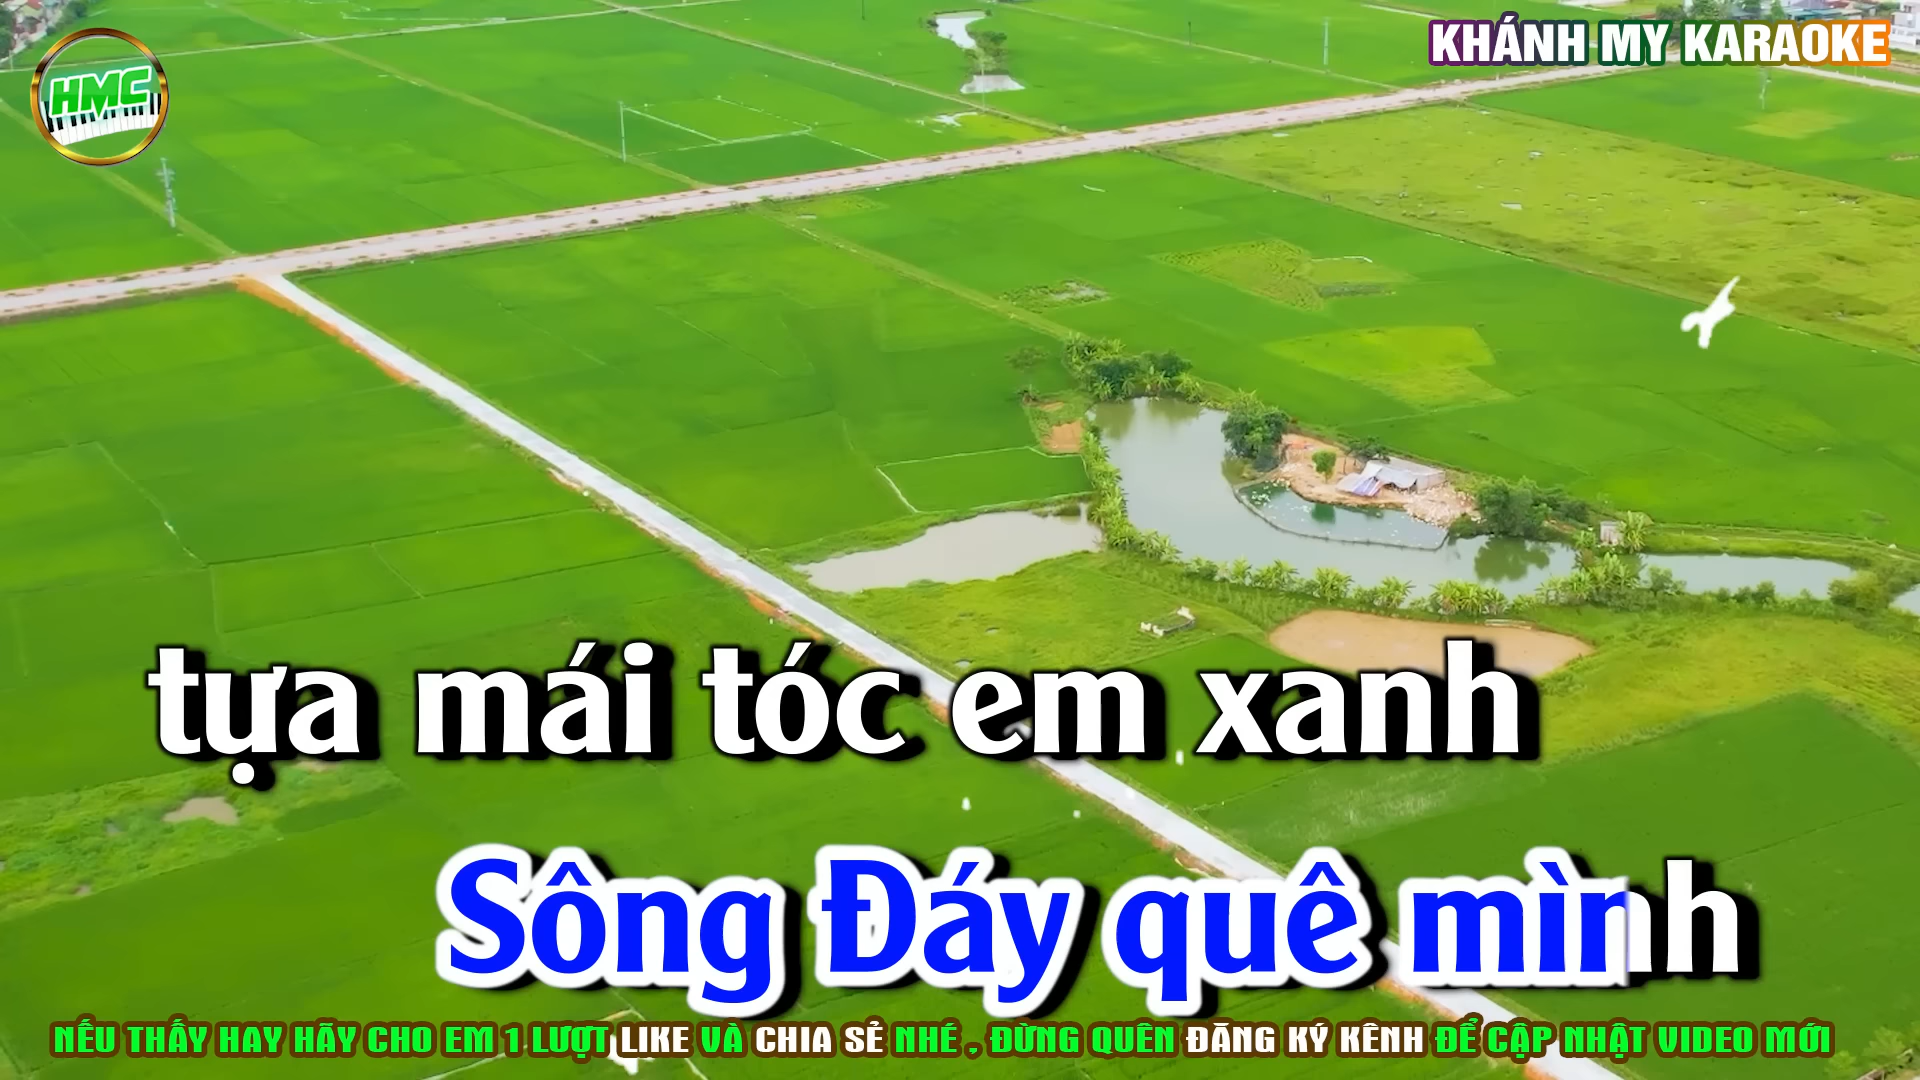 KHÁNH MY KARAOKE
HMC
tựa mái tóc em xanh
Sông Đáy quê mình
NẾU THẤY HAY HÃY CHO EM 1 LƯỢT LIKE VÀ CHIA SẺ NHÉ , ĐỪNG QUÊN ĐĂNG KÝ KÊNH ĐỂ CẬP NHẬT VIDEO MỚI